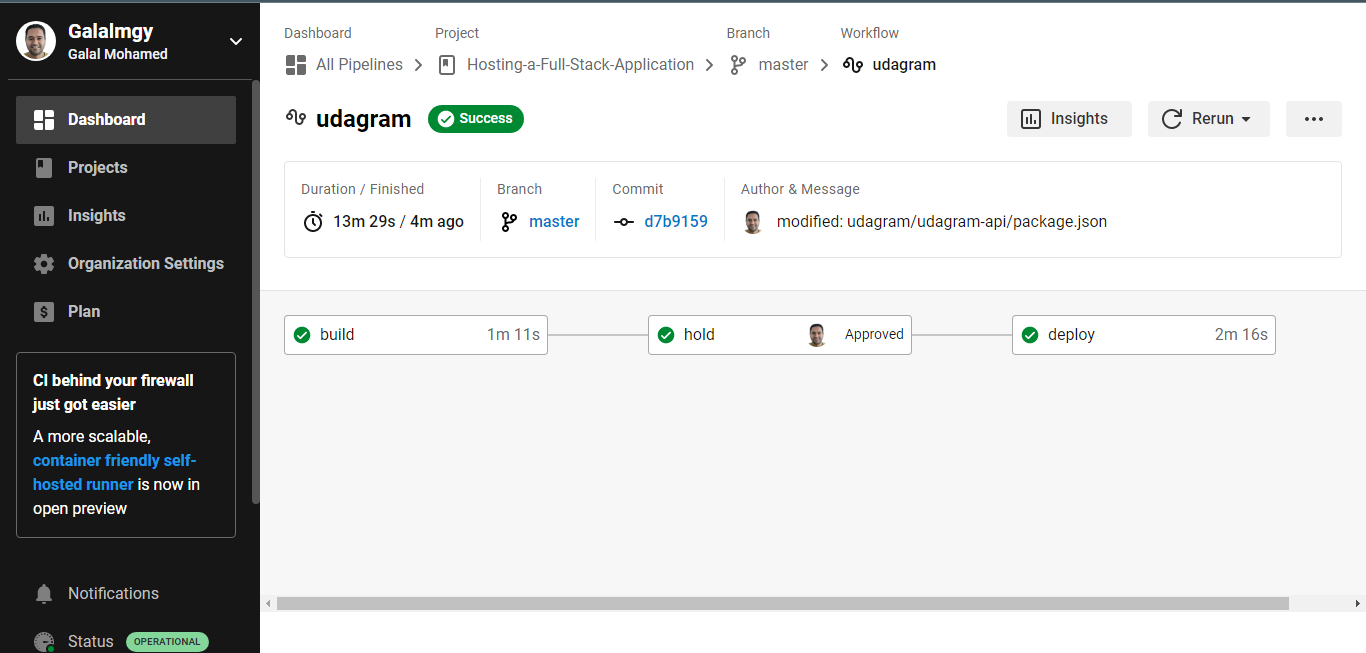 Galalmgy
Galal Mohamed
Dashboard
Projects
Insights
Organization Settings
Plan
CI behind your firewall
just got easier
A more scalable,
container friendly self-
hosted runner is now in
open preview
Notifications
Status OPERATIONAL
Dashboard Project Branch Workflow
All Pipelines Hosting-a-Full-Stack-Application master udagram
udagram Success Insights Rerun
Duration / Finished Branch Commit Author & Message
13m 29s / 4m ago master d7b9159 modified: udagram/udagram-api/package.json
build 1m 11s hold Approved deploy 2m 16s